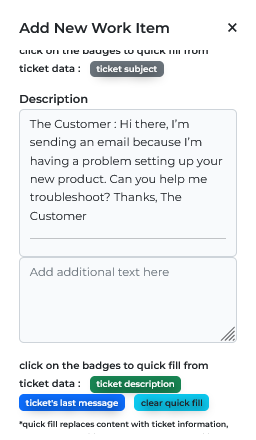 Add New Work Item
×
click on the badges to quick fill from
ticket data : ticket subject
Description
The Customer : Hi there, I’m
sending an email because I’m
having a problem setting up your
new product. Can you help me
troubleshoot? Thanks, The
Customer
Add additional text here
click on the badges to quick fill from
ticket data : ticket description
ticket's last message clear quick fill
*quick fill replaces content with ticket information,